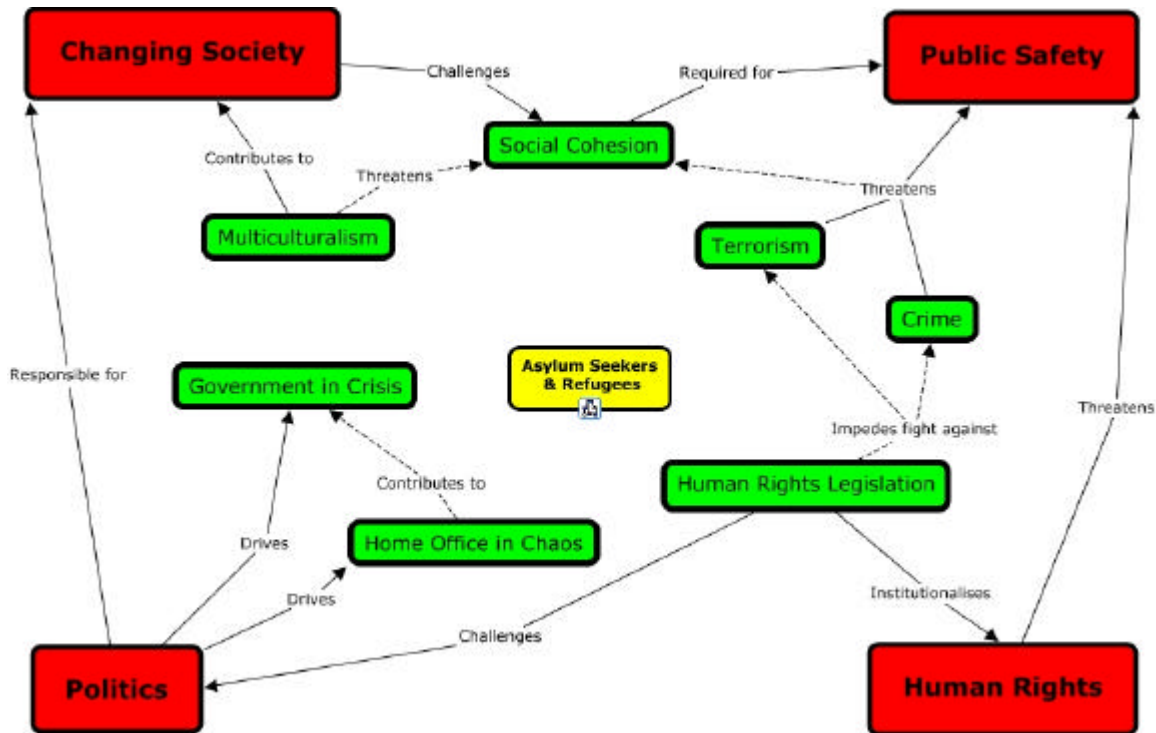 Changing Society
Public Safety
Challenges
Required for
Social Cohesion
Contributes to
Threatens
Threatens
Multiculturalism
Terrorism
Crime
Responsible for
Government in Crisis
Asylum Seekers
& Refugees
Threatens
Impedes fight against
Contributes to
Human Rights Legislation
Drives
Home Office in Chaos
Drives
Institutionalises
Challenges
Politics
Human Rights